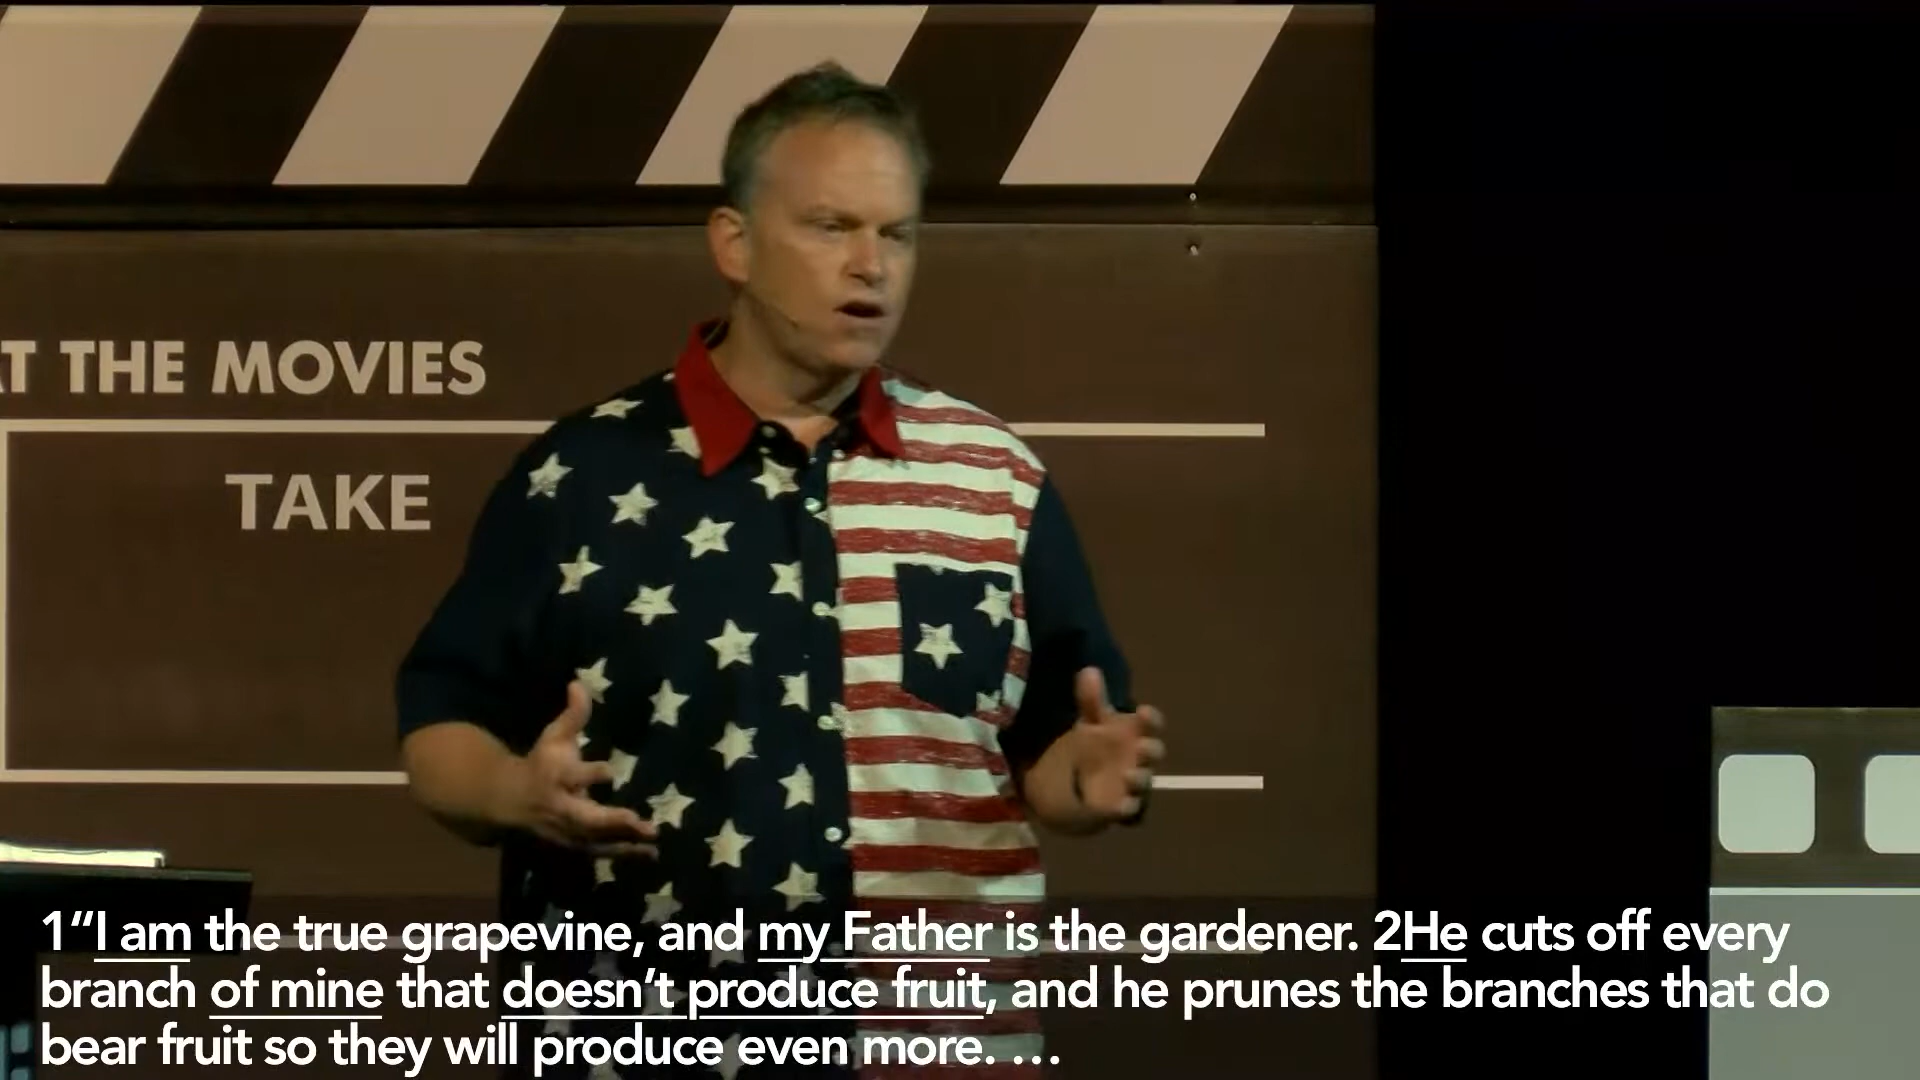 AT THE MOVIES
TAKE
1“I am the true grapevine, and my Father is the gardener. 2He cuts off every
branch of mine that doesn’t produce fruit, and he prunes the branches that do
bear fruit so they will produce even more. …